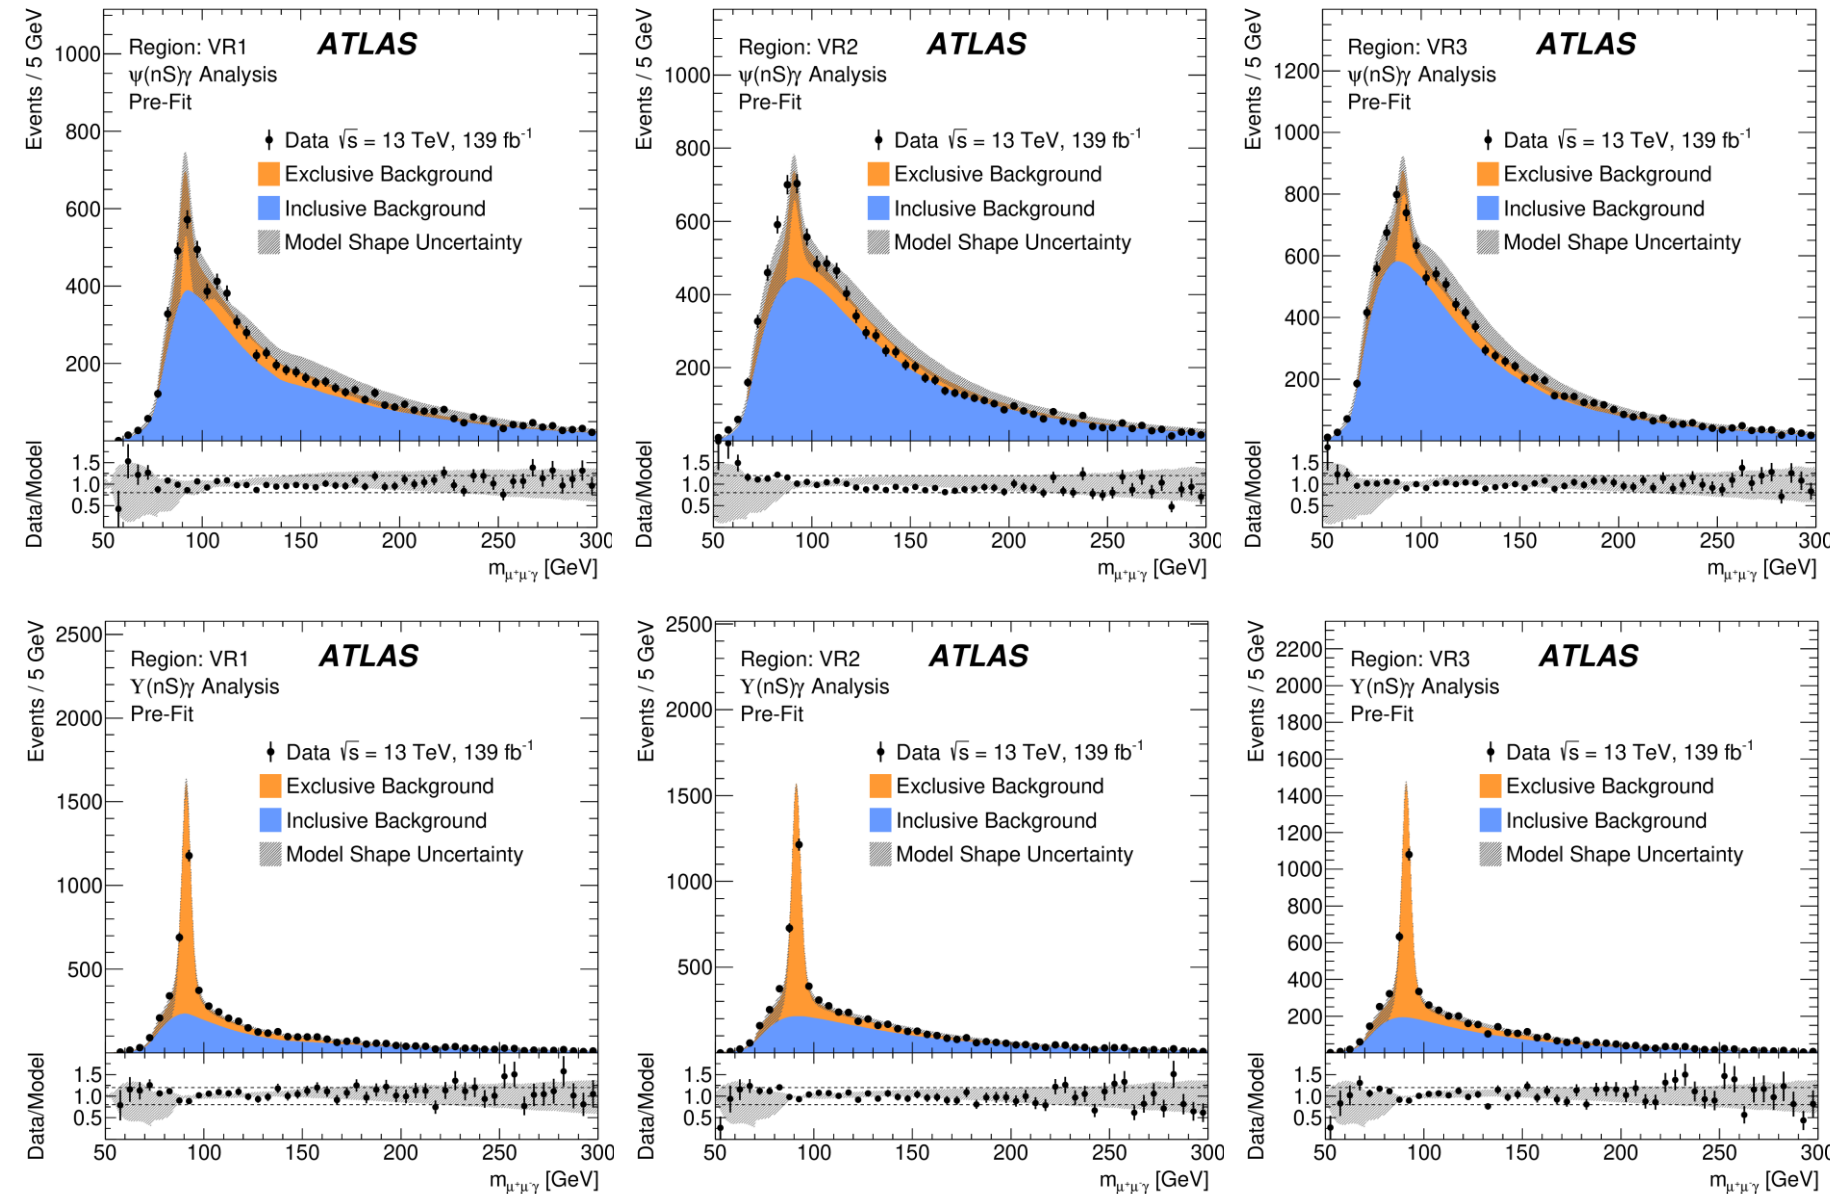 Events / 5 GeV
1000
800
600
400
200
Region: VR1
ATLAS
ψ(nS)γ Analysis
Pre-Fit
Data √s = 13 TeV, 139 fb-1
Exclusive Background
Inclusive Background
Model Shape Uncertainty
Data/Model
1.5
1.0
0.5
50 100 150 200 250 300
mμ+μ-γ [GeV]
Events / 5 GeV
1000
800
600
400
200
Region: VR2
ATLAS
ψ(nS)γ Analysis
Pre-Fit
Data √s = 13 TeV, 139 fb-1
Exclusive Background
Inclusive Background
Model Shape Uncertainty
Data/Model
1.5
1.0
0.5
50 100 150 200 250 300
mμ+μ-γ [GeV]
Events / 5 GeV
1200
1000
800
600
400
200
Region: VR3
ATLAS
ψ(nS)γ Analysis
Pre-Fit
Data √s = 13 TeV, 139 fb-1
Exclusive Background
Inclusive Background
Model Shape Uncertainty
Data/Model
1.5
1.0
0.5
50 100 150 200 250 300
mμ+μ-γ [GeV]
Events / 5 GeV
2500
2000
1500
1000
500
Region: VR1
ATLAS
Υ(nS)γ Analysis
Pre-Fit
Data √s = 13 TeV, 139 fb-1
Exclusive Background
Inclusive Background
Model Shape Uncertainty
Data/Model
1.5
1.0
0.5
50 100 150 200 250 300
mμ+μ-γ [GeV]
Events / 5 GeV
2500
2000
1500
1000
500
Region: VR2
ATLAS
Υ(nS)γ Analysis
Pre-Fit
Data √s = 13 TeV, 139 fb-1
Exclusive Background
Inclusive Background
Model Shape Uncertainty
Data/Model
1.5
1.0
0.5
50 100 150 200 250 300
mμ+μ-γ [GeV]
Events / 5 GeV
2200
2000
1800
1600
1400
1200
1000
800
600
400
200
Region: VR3
ATLAS
Υ(nS)γ Analysis
Pre-Fit
Data √s = 13 TeV, 139 fb-1
Exclusive Background
Inclusive Background
Model Shape Uncertainty
Data/Model
1.5
1.0
0.5
50 100 150 200 250 300
mμ+μ-γ [GeV]